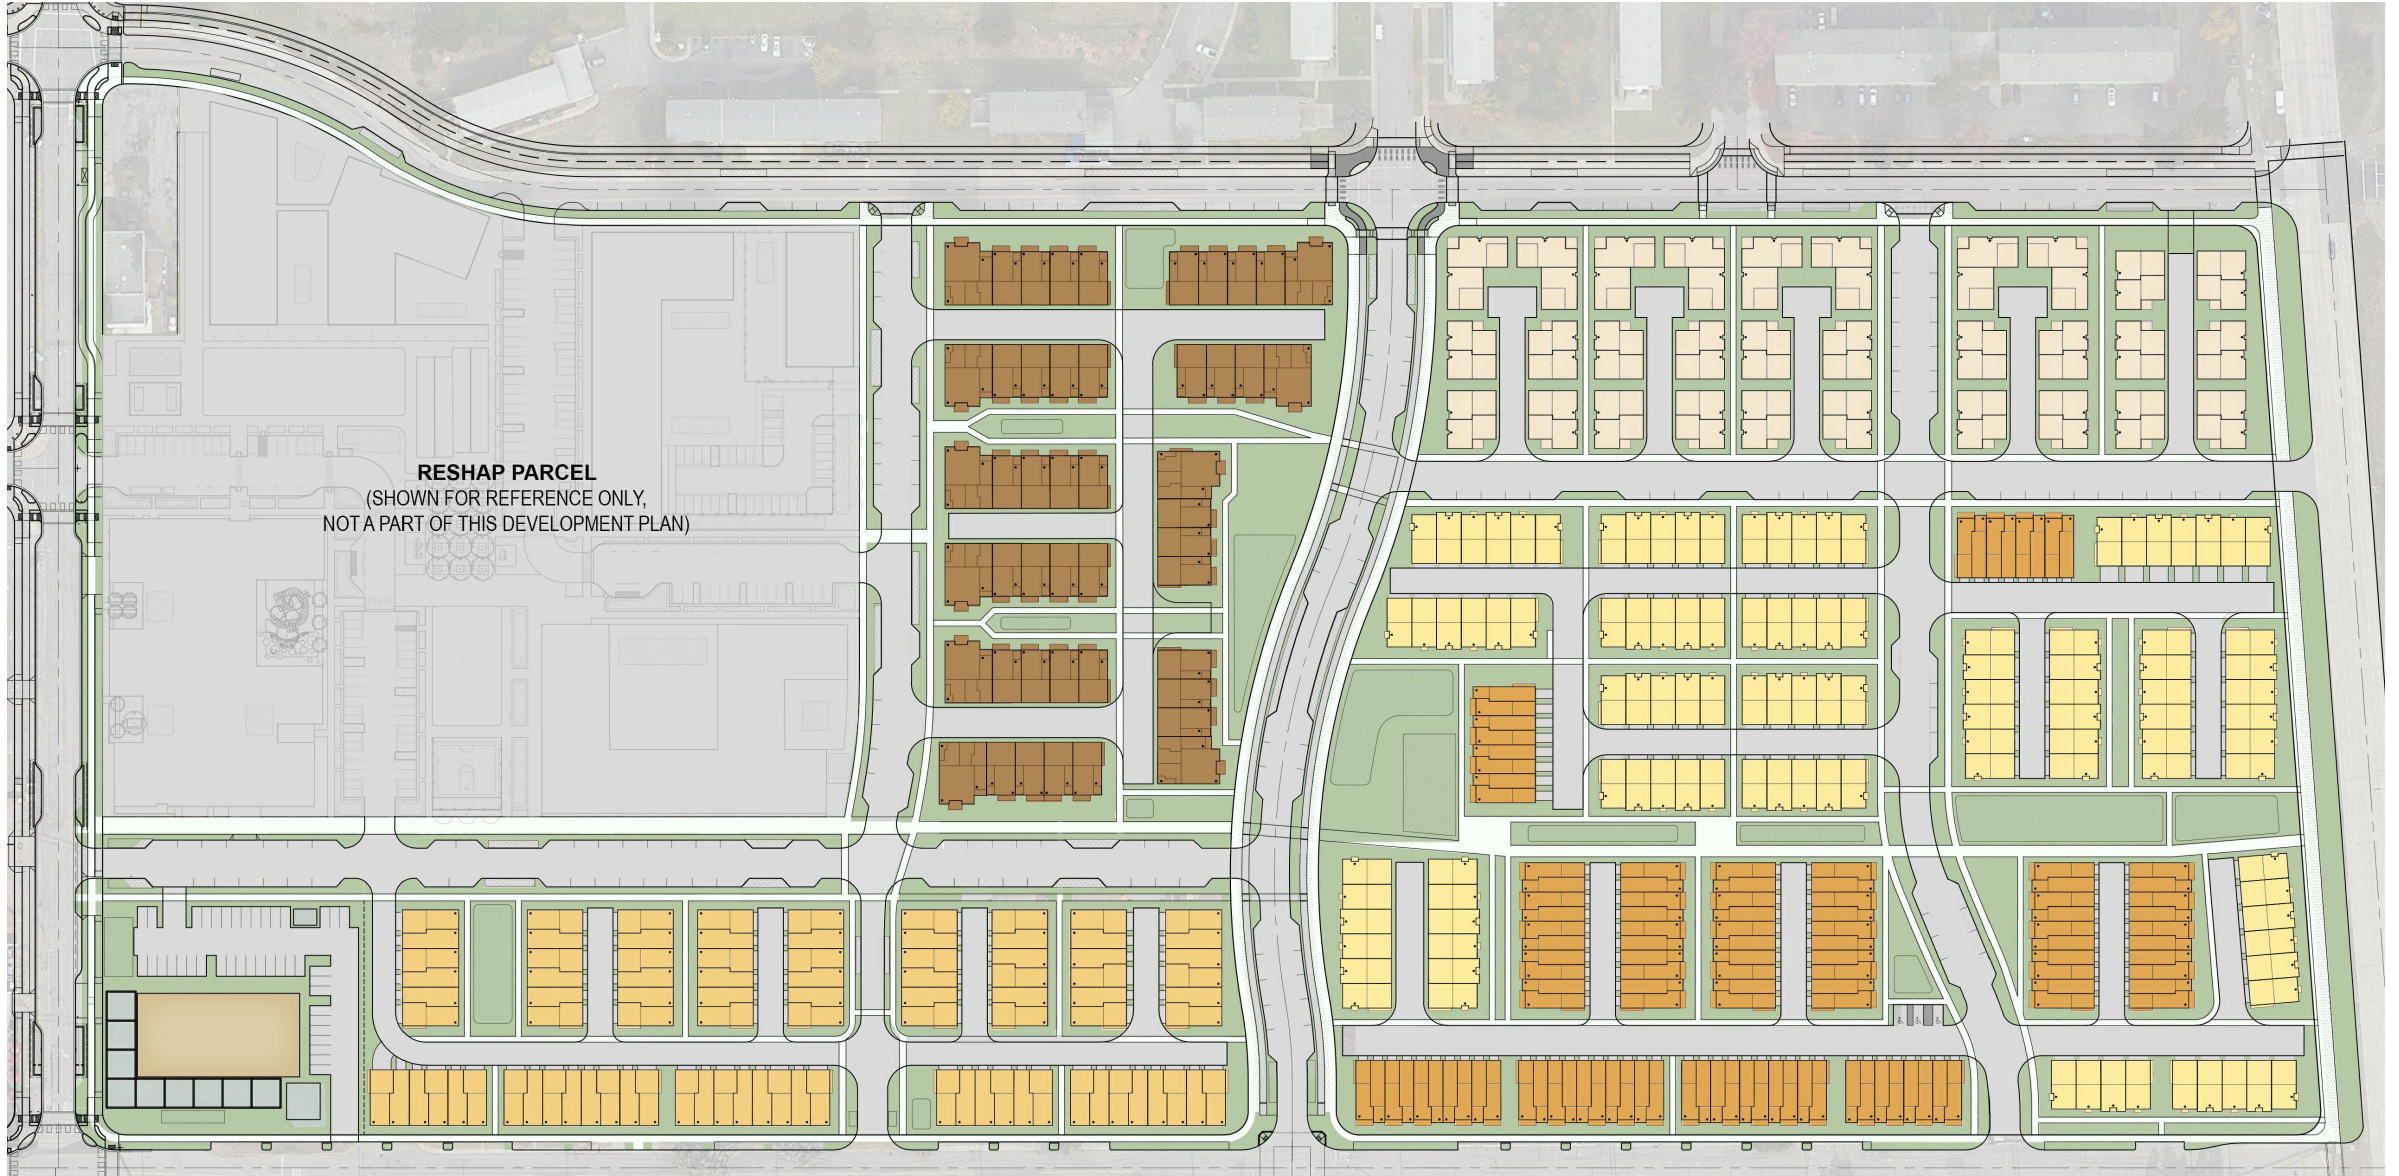 RESHAP PARCEL
(SHOWN FOR REFERENCE ONLY,
NOT A PART OF THIS DEVELOPMENT PLAN)